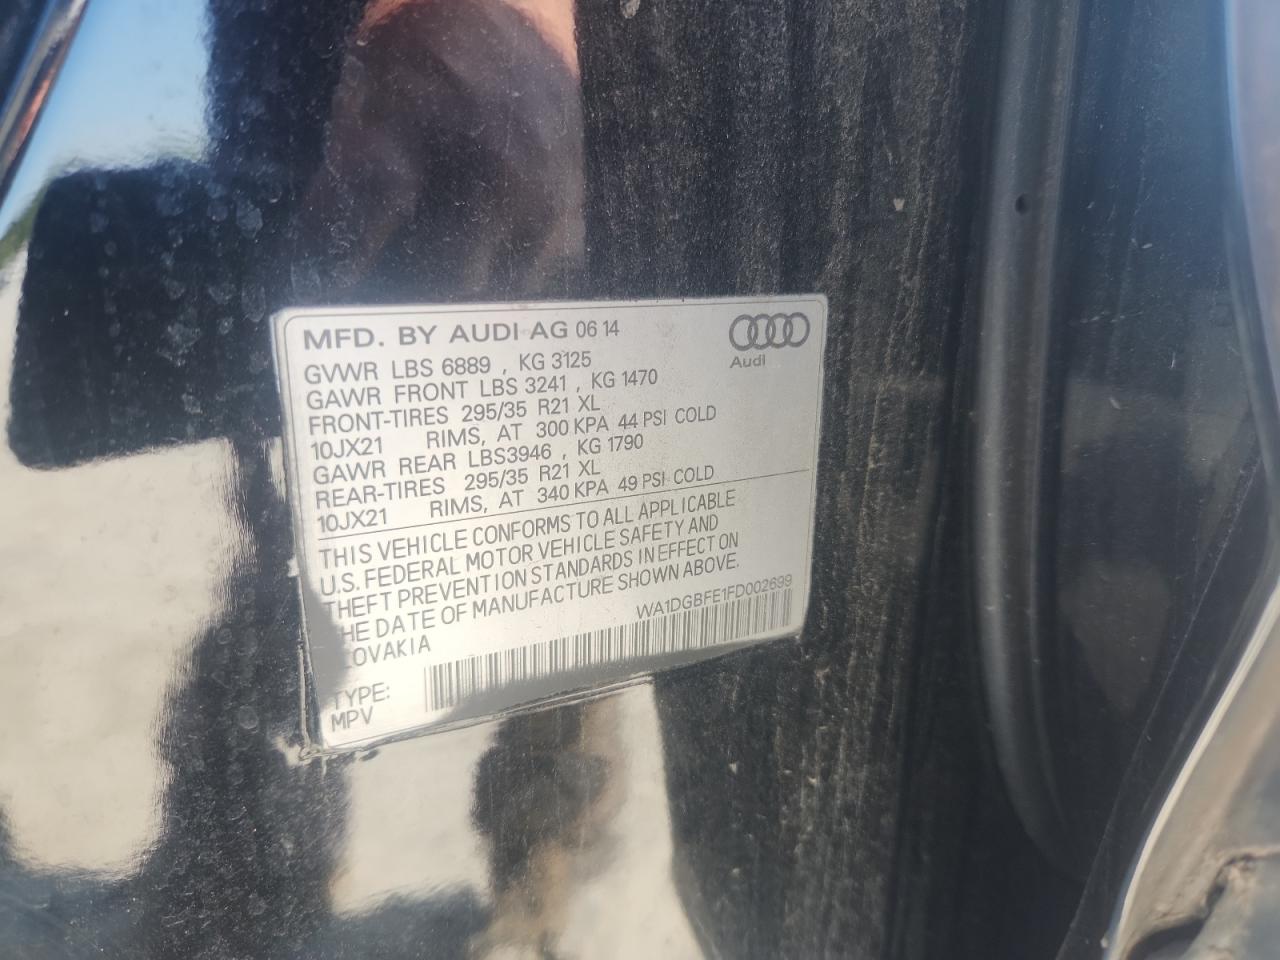 MFD. BY AUDI AG 06 14
Audi
GVWR LBS 6889 , KG 3125
GAWR FRONT LBS 3241 , KG 1470
FRONT-TIRES 295/35 R21 XL
10JX21 RIMS, AT 300 KPA 44 PSI COLD
GAWR REAR LBS3946 , KG 1790
REAR-TIRES 295/35 R21 XL
10JX21 RIMS, AT 340 KPA 49 PSI COLD
THIS VEHICLE CONFORMS TO ALL APPLICABLE
U.S. FEDERAL MOTOR VEHICLE SAFETY AND
THEFT PREVENTION STANDARDS IN EFFECT ON
THE DATE OF MANUFACTURE SHOWN ABOVE.
WA1DGBFE1FD002699
SLOVAKIA
TYPE:
MPV